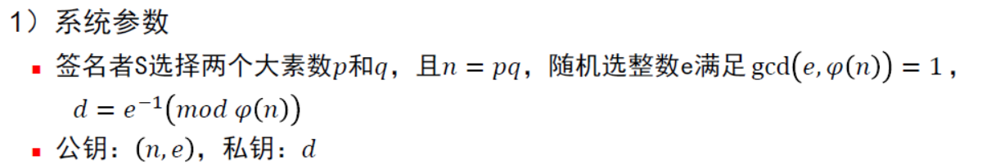 1）系统参数
▪ 签名者S选择两个大素数p和q，且n = pq，随机选整数e满足 gcd(e, φ(n)) = 1，
d = e⁻¹(mod φ(n))
▪ 公钥：(n, e)，私钥：d